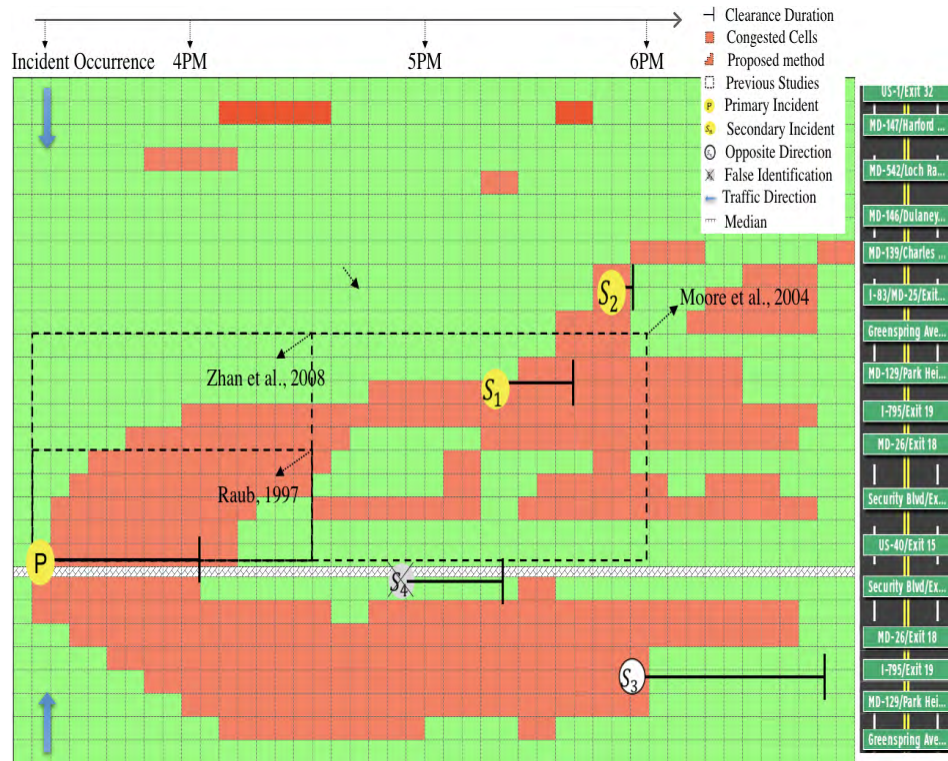 Incident Occurrence
4PM
5PM
6PM
Clearance Duration
Congested Cells
Proposed method
Previous Studies
P
Primary Incident
Secondary Incident
Opposite Direction
False Identification
Traffic Direction
Median
US-1/Exit 32
MD-147/Harford ...
MD-542/Loch Ra...
MD-146/Dulaney...
MD-139/Charles ...
I-83/MD-25/Exit...
Greenspring Ave...
MD-129/Park Hei...
I-795/Exit 19
MD-26/Exit 18
Security Blvd/Ex...
US-40/Exit 15
Security Blvd/Ex...
MD-26/Exit 18
I-795/Exit 19
MD-129/Park Hei...
Greenspring Ave...
S2
Moore et al., 2004
Zhan et al., 2008
S1
Raub, 1997
P
S4
S3